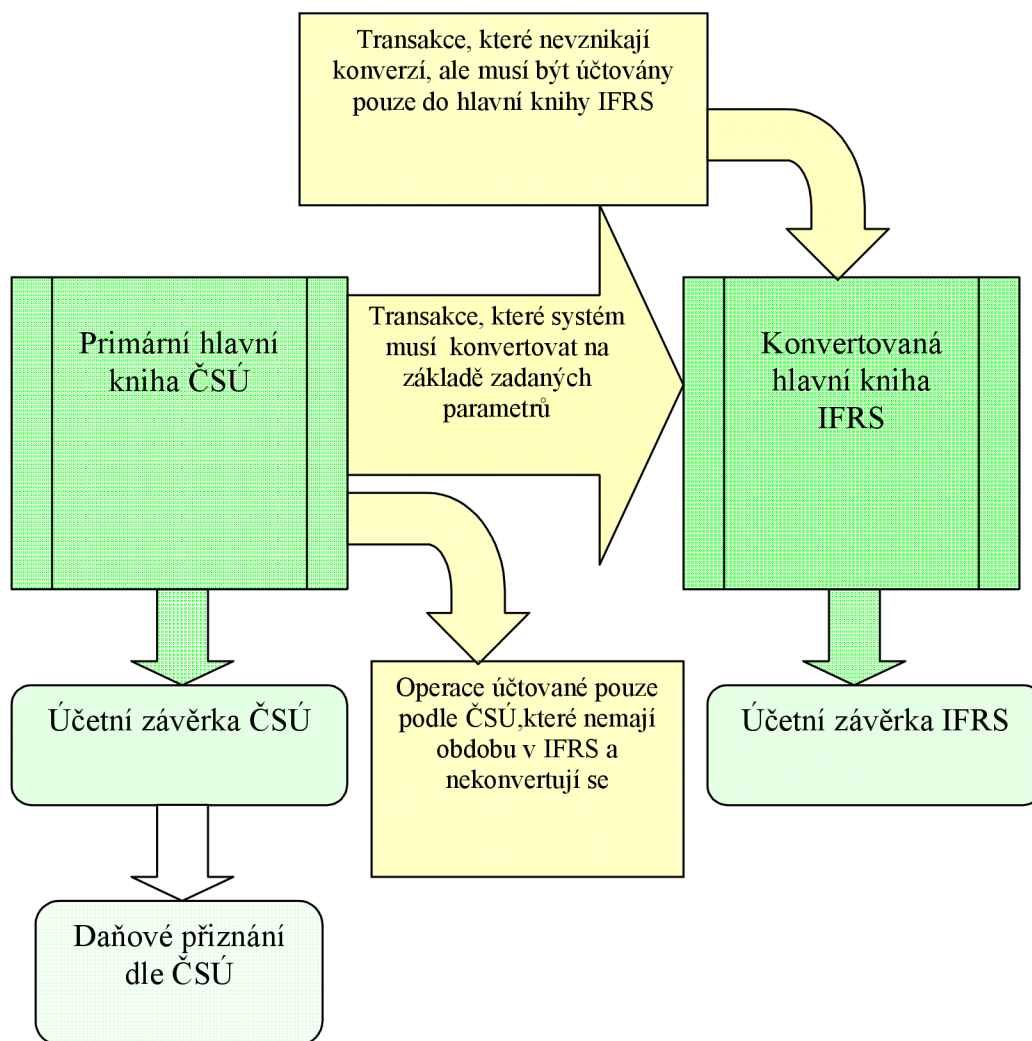 Transakce, které nevznikají
konverzí, ale musí být účtovány
pouze do hlavní knihy IFRS
Primární hlavní
kniha ČSÚ
Transakce, které systém
musí konvertovat na
základě zadaných
parametrů
Konvertovaná
hlavní kniha
IFRS
Účetní závěrka ČSÚ
Operace účtované pouze
podle ČSÚ,které nemají
obdobu v IFRS a
nekonvertují se
Účetní závěrka IFRS
Daňové přiznání
dle ČSÚ